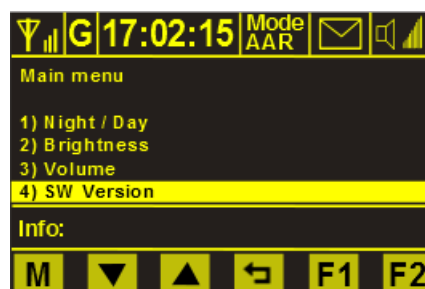 G 17:02:15 Mode AAR
Main menu
1) Night / Day
2) Brightness
3) Volume
4) SW Version
Info:
M F1 F2